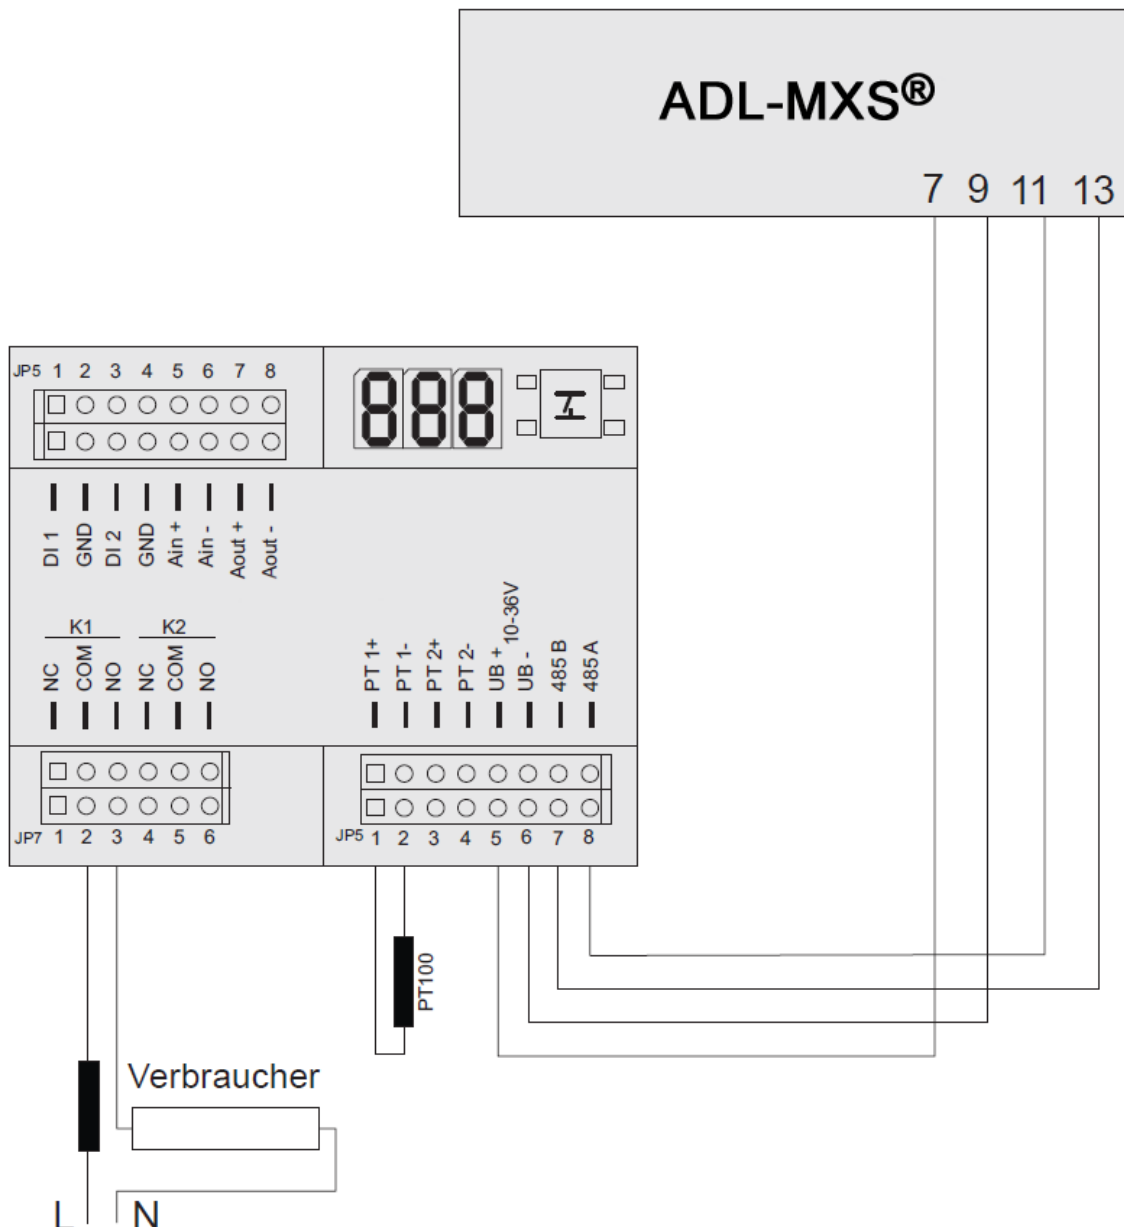 ADL-MXS®
7 9 11 13
JP5 1 2 3 4 5 6 7 8
888
DI 1
GND
DI 2
GND
Ain +
Ain -
Aout +
Aout -
K1 K2
NC
COM
NO
NC
COM
NO
PT 1+
PT 1-
PT 2+
PT 2-
UB +
10-36V
UB -
485 B
485 A
JP7 1 2 3 4 5 6
JP5 1 2 3 4 5 6 7 8
PT100
Verbraucher
L N